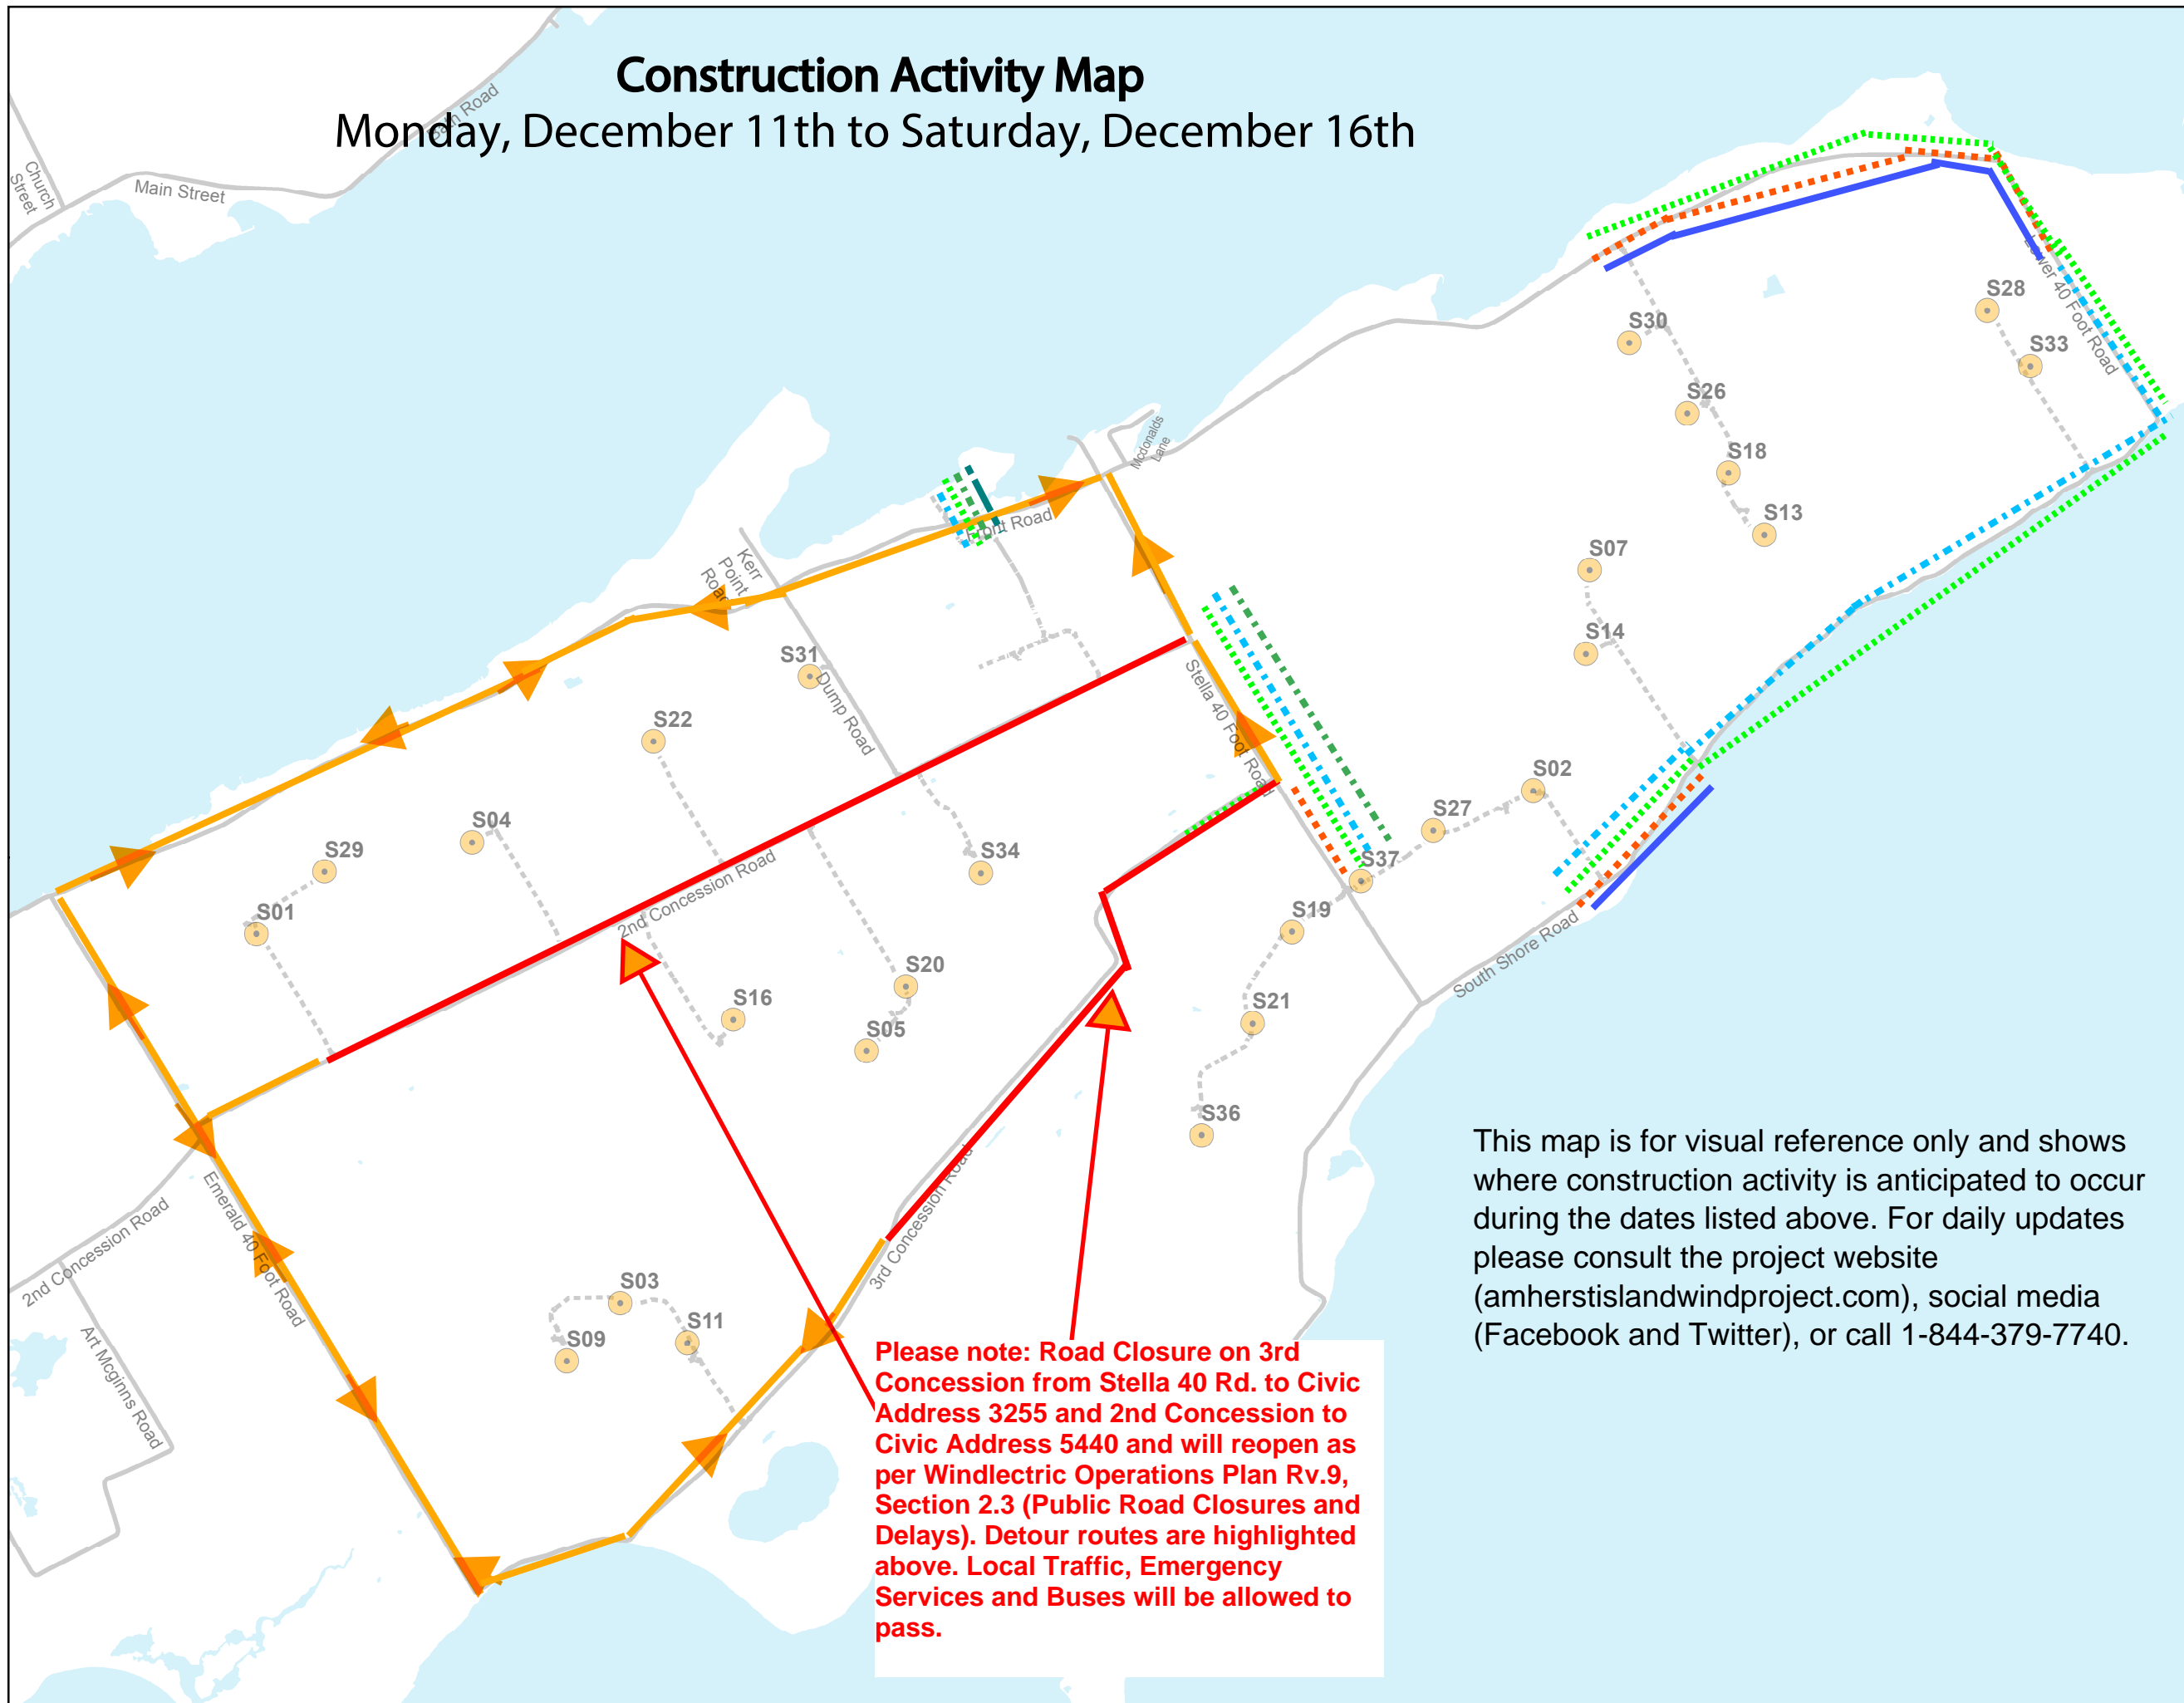 Construction Activity Map
Monday, December 11th to Saturday, December 16th
Bath Road
Church
Street
Main Street
Lower 40 Foot Road
S28
S30
S33
S26
Mcdonalds
Lane
S18
S13
Front Road
Kerr
Point
Road
S07
S14
S31
Dump Road
Stella 40 Foot Road
S22
S02
S04
S27
S29
2nd Concession Road
S34
S37
S01
S19
South Shore Road
S20
S16
S21
S05
S36
3rd Concession Road
Emerald 40 Foot Road
2nd Concession Road
Art Mcginns Road
S03
S09
S11
This map is for visual reference only and shows
where construction activity is anticipated to occur
during the dates listed above. For daily updates
please consult the project website
(amherstislandwindproject.com), social media
(Facebook and Twitter), or call 1-844-379-7740.
Please note: Road Closure on 3rd
Concession from Stella 40 Rd. to Civic
Address 3255 and 2nd Concession to
Civic Address 5440 and will reopen as
per Windlectric Operations Plan Rv.9,
Section 2.3 (Public Road Closures and
Delays). Detour routes are highlighted
above. Local Traffic, Emergency
Services and Buses will be allowed to
pass.